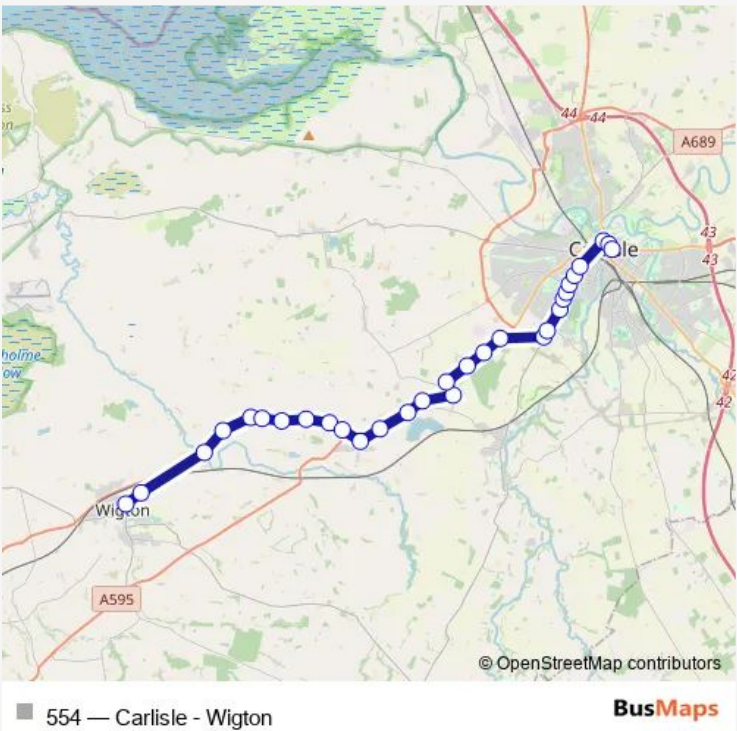 44
44
A689
43
43
Carlisle
42
42
Wigton
A595
© OpenStreetMap contributors
554 — Carlisle - Wigton
BusMaps